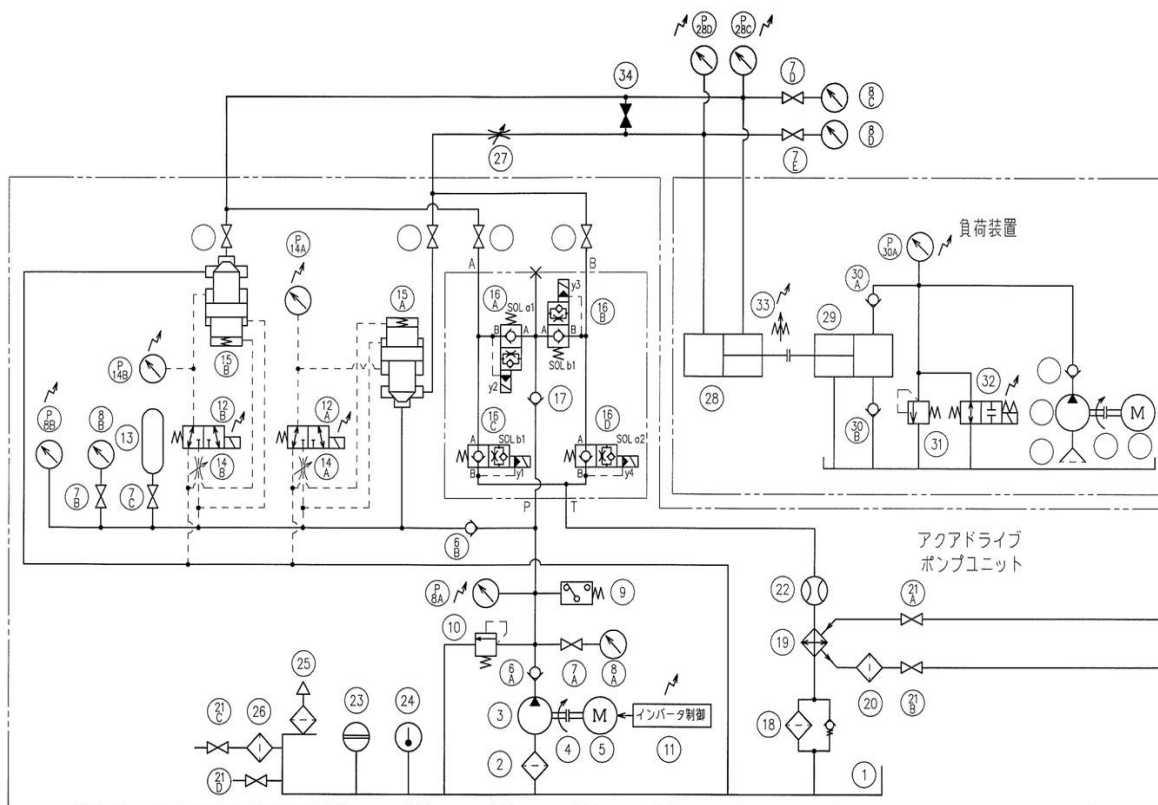 P 28D
P 28C
34
7 D
8 C
27
7 E
8 D
P 14A
A
B
負荷装置
P 30A
30 A
15 A
16 A
SOL a1
y3
16 B
33
29
P 14B
15 B
B
A
A
B
SOL b1
y2
28
30 B
31
32
M
17
P 8B
8 B
13
12 B
12 A
16 C
SOL b1
16 D
SOL a2
A
B
y1
A
B
y4
14 B
14 A
7 B
7 C
P
T
6 B
アクアドライブ
ポンプユニット
P 8A
9
22
21 A
10
19
25
6 A
7 A
8 A
21 C
26
23
24
3
M
インバータ制御
18
20
21 B
4
5
11
2
21 D
1